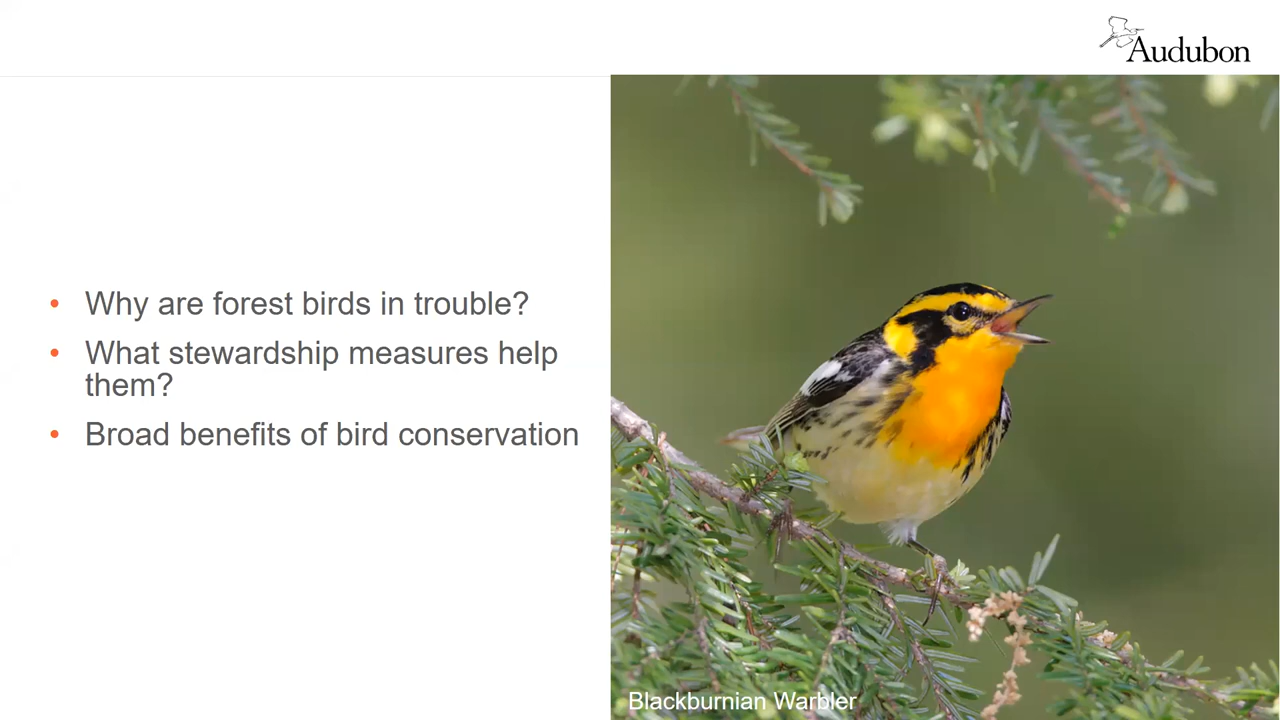 Audubon
• Why are forest birds in trouble?
• What stewardship measures help
them?
• Broad benefits of bird conservation
Blackburnian Warbler